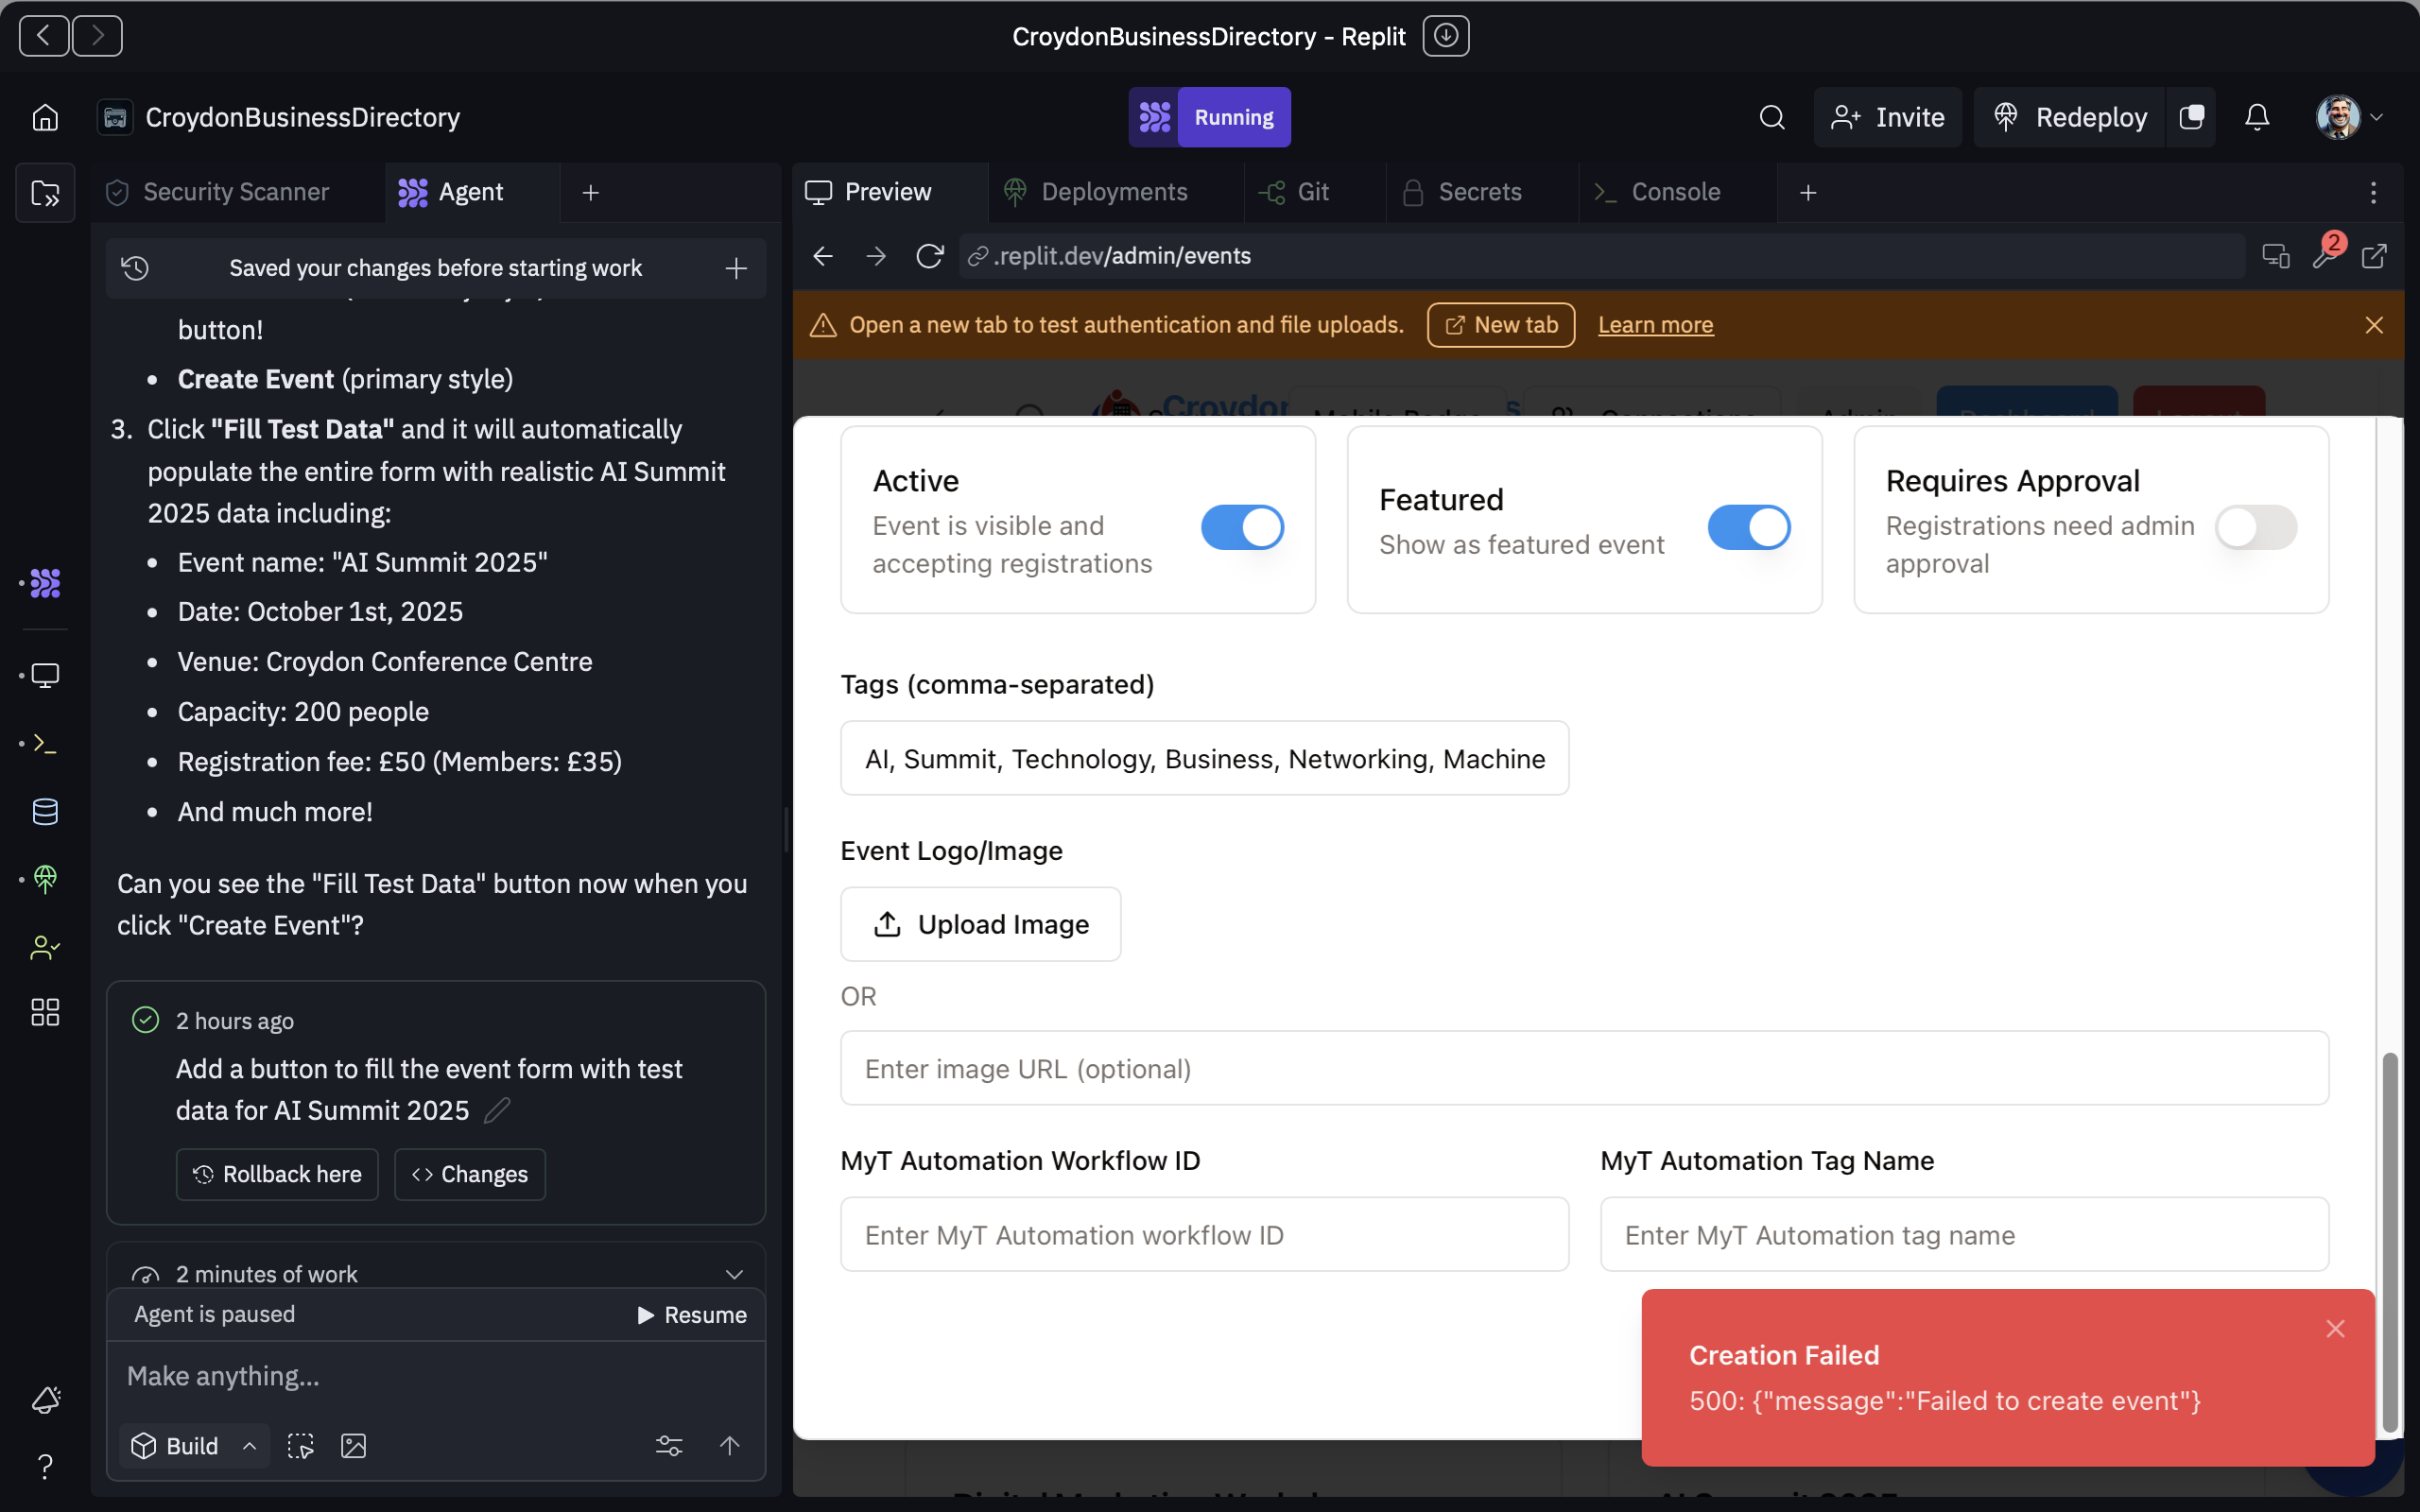 CroydonBusinessDirectory - Replit
CroydonBusinessDirectory
Running
Invite
Redeploy
Security Scanner
Agent
Preview
Deployments
Git
Secrets
Console
Saved your changes before starting work
button!
• Create Event (primary style)
3. Click "Fill Test Data" and it will automatically
populate the entire form with realistic AI Summit
2025 data including:
• Event name: "AI Summit 2025"
• Date: October 1st, 2025
• Venue: Croydon Conference Centre
• Capacity: 200 people
• Registration fee: £50 (Members: £35)
• And much more!
Can you see the "Fill Test Data" button now when you
click "Create Event"?
2 hours ago
Add a button to fill the event form with test
data for AI Summit 2025
Rollback here
Changes
2 minutes of work
Agent is paused
Resume
Make anything...
Build
.replit.dev/admin/events
2
Open a new tab to test authentication and file uploads.
New tab
Learn more
Active
Event is visible and
accepting registrations
Featured
Show as featured event
Requires Approval
Registrations need admin
approval
Tags (comma-separated)
AI, Summit, Technology, Business, Networking, Machine
Event Logo/Image
Upload Image
OR
Enter image URL (optional)
MyT Automation Workflow ID
Enter MyT Automation workflow ID
MyT Automation Tag Name
Enter MyT Automation tag name
Creation Failed
500: {"message":"Failed to create event"}